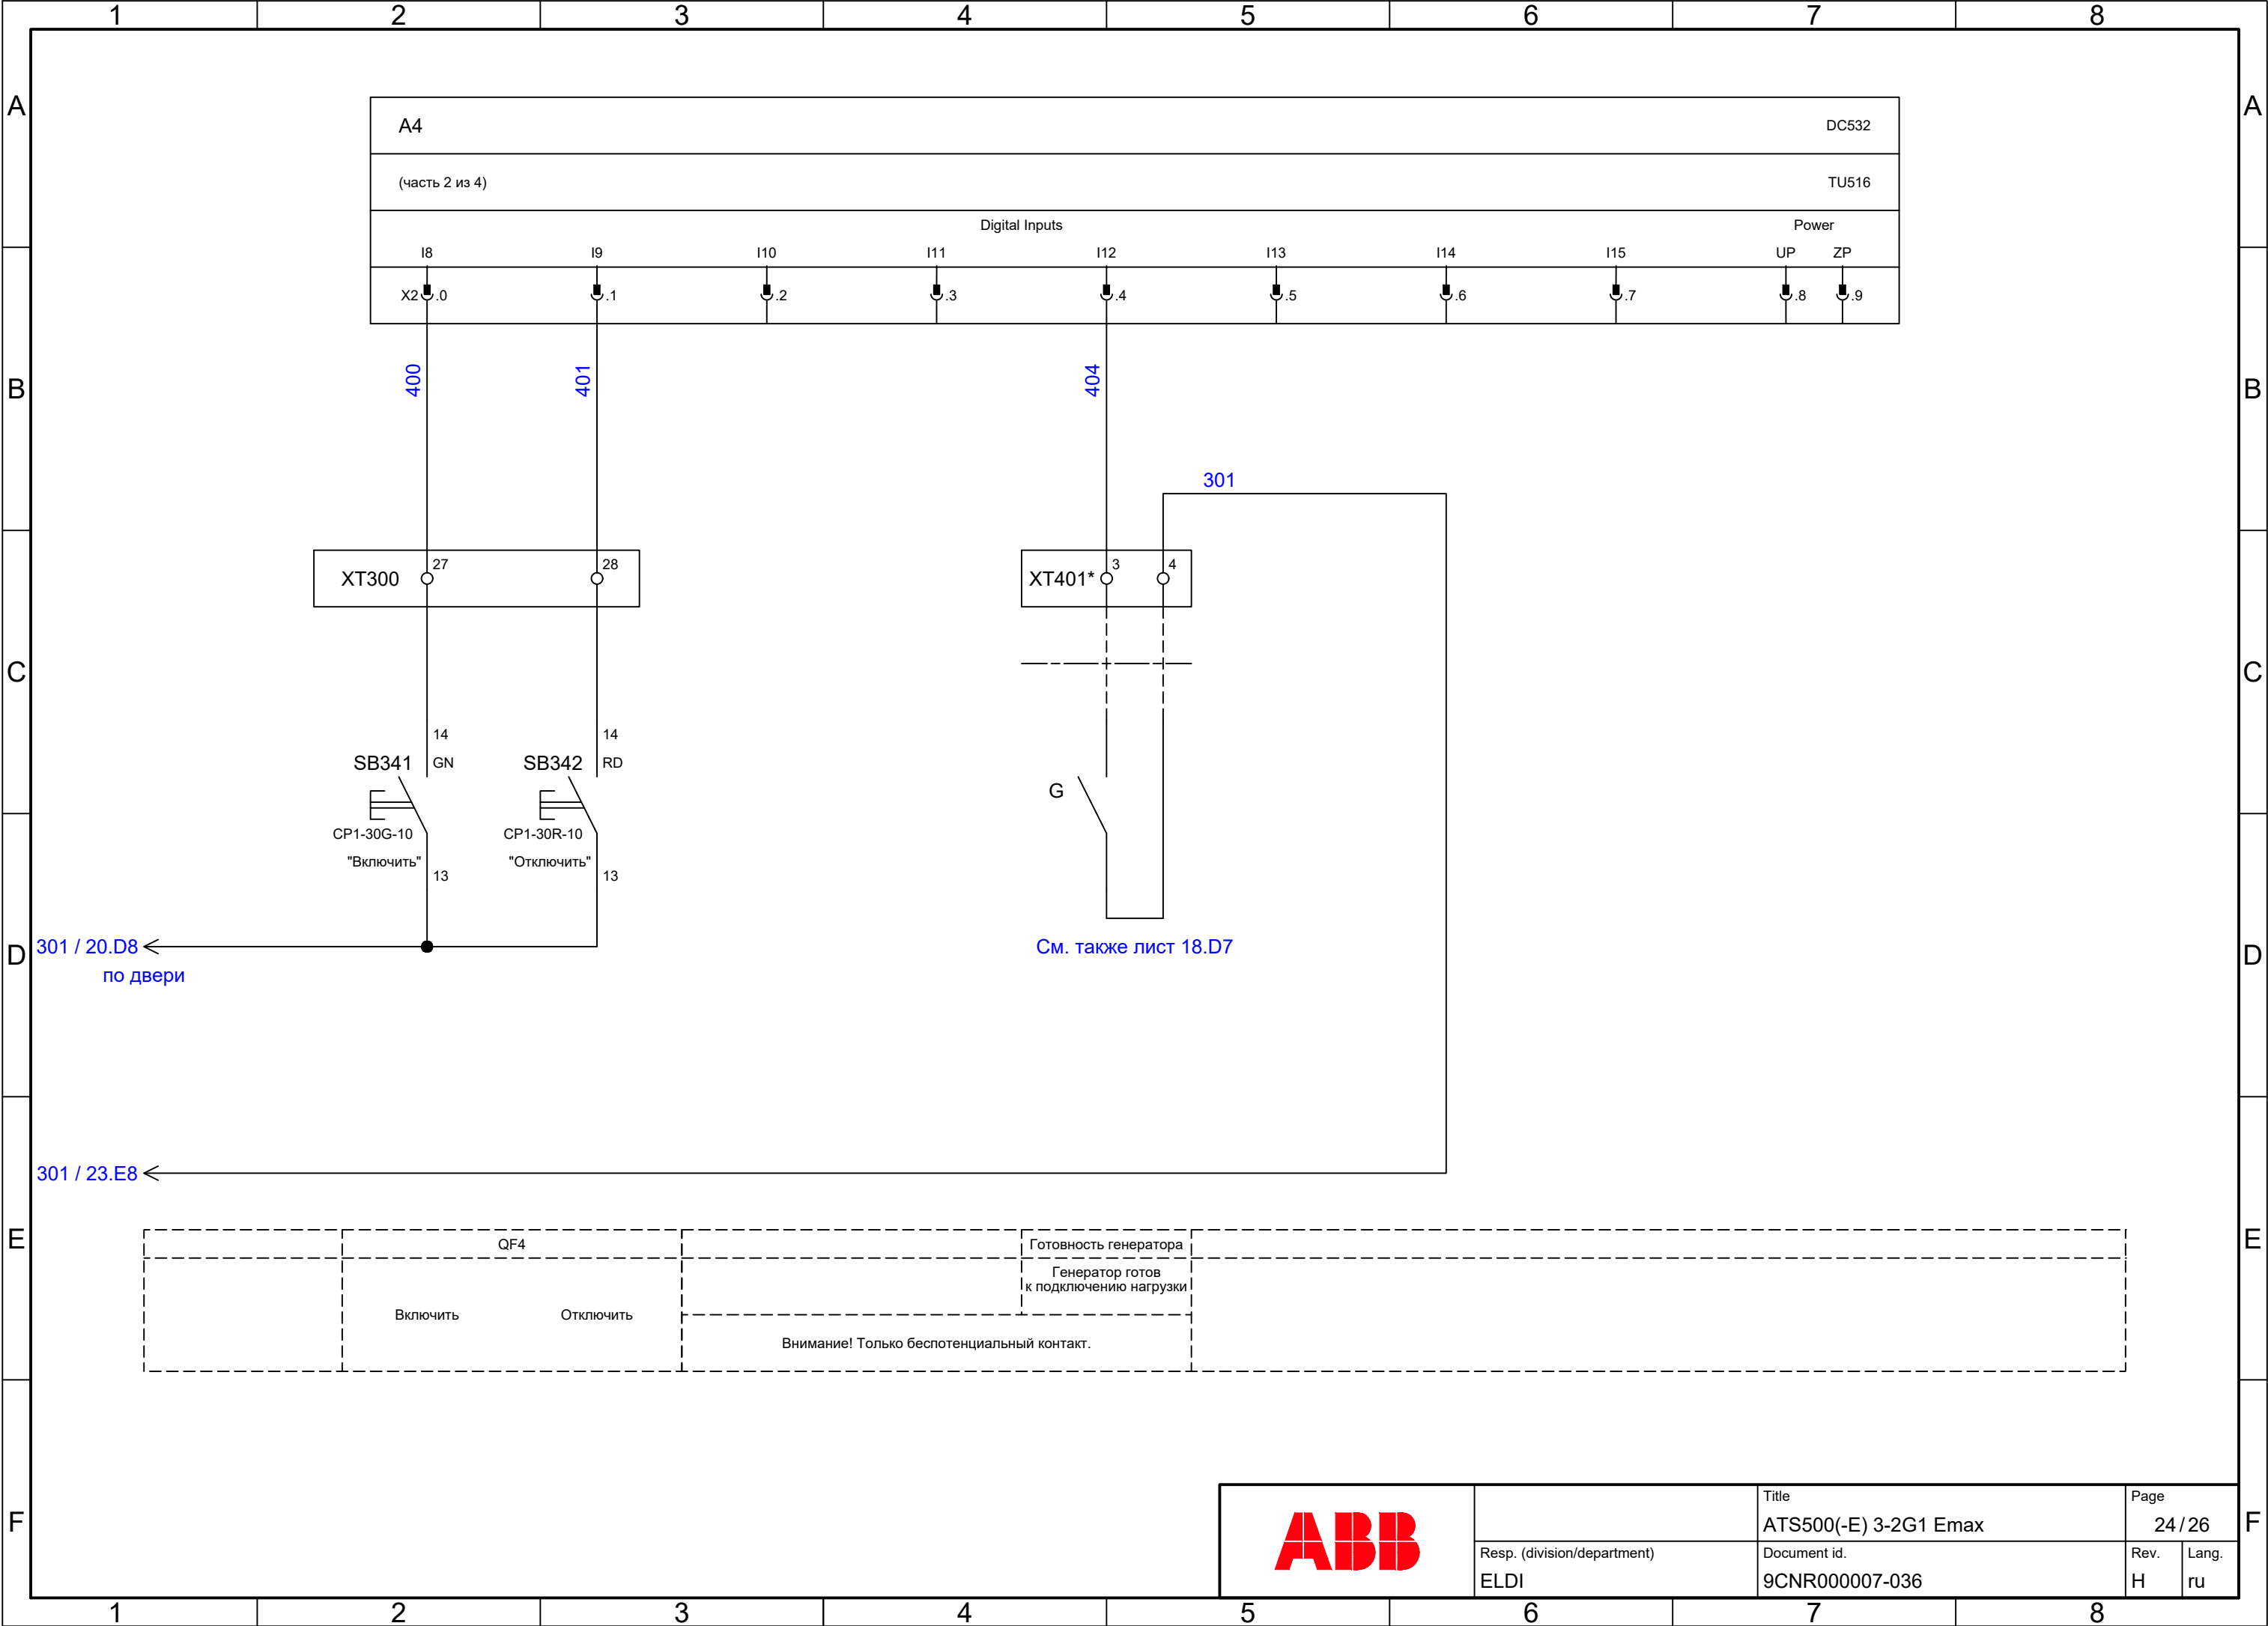 1 2 3 4 5 6 7 8
A A
A4 DC532
(часть 2 из 4) TU516
Digital Inputs Power
I8 I9 I10 I11 I12 I13 I14 I15 UP ZP
X2 .0 .1 .2 .3 .4 .5 .6 .7 .8 .9
400 401 404
B B
301
XT300 27 28 XT401* 3 4
C C
14 14
SB341 GN SB342 RD
G
CP1-30G-10 CP1-30R-10
"Включить" "Отключить"
13 13
301 / 20.D8 См. также лист 18.D7
D D
по двери
301 / 23.E8
E E
QF4 Готовность генератора
Генератор готов
к подключению нагрузки
Включить Отключить
Внимание! Только беспотенциальный контакт.
F F
ABB
Title Page
ATS500(-E) 3-2G1 Emax 24 / 26
Resp. (division/department) Document id. Rev. Lang.
ELDI 9CNR000007-036 H ru
1 2 3 4 5 6 7 8